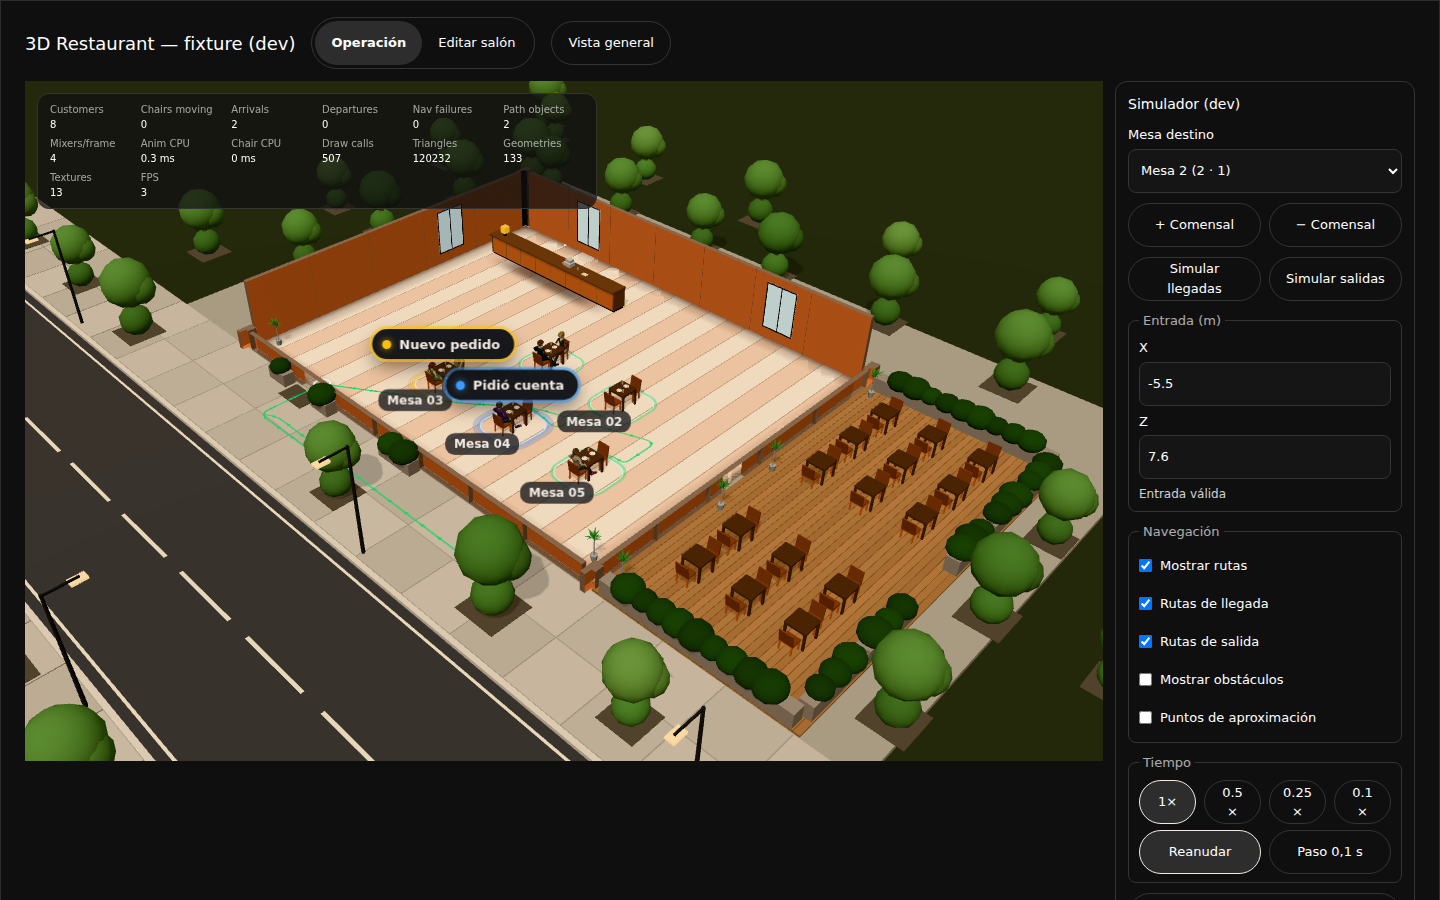 3D Restaurant — fixture (dev)
Operación
Editar salón
Vista general
Customers
Chairs moving
Arrivals
Departures
Nav failures
Path objects
8
0
2
0
0
2
Mixers/frame
Anim CPU
Chair CPU
Draw calls
Triangles
Geometries
4
0.3 ms
0 ms
507
120232
133
Textures
FPS
13
3
Nuevo pedido
Pidió cuenta
Mesa 03
Mesa 02
Mesa 04
Mesa 05
Simulador (dev)
Mesa destino
Mesa 2 (2 · 1)
+ Comensal
− Comensal
Simular
llegadas
Simular salidas
Entrada (m)
X
-5.5
Z
7.6
Entrada válida
Navegación
Mostrar rutas
Rutas de llegada
Rutas de salida
Mostrar obstáculos
Puntos de aproximación
Tiempo
1×
0.5
×
0.25
×
0.1
×
Reanudar
Paso 0,1 s